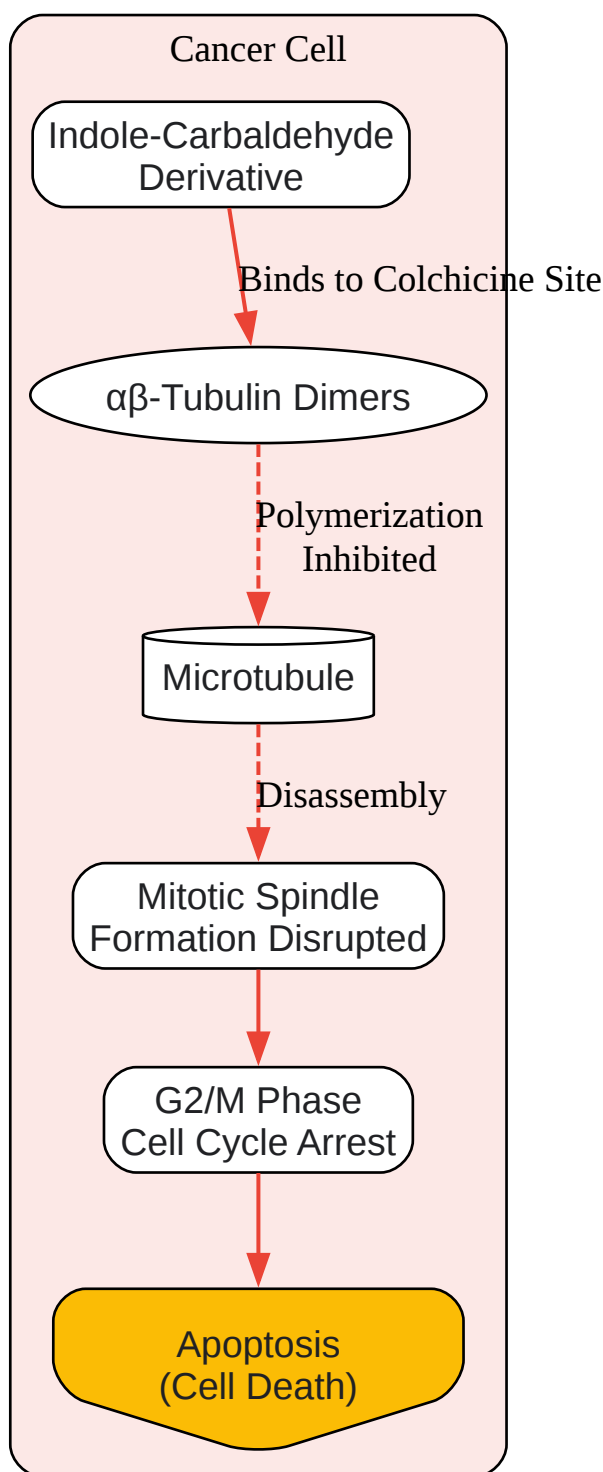 Cancer Cell
Indole-Carbaldehyde
Derivative
Binds to Colchicine Site
αβ-Tubulin Dimers
Polymerization
Inhibited
Microtubule
Disassembly
Mitotic Spindle
Formation Disrupted
G2/M Phase
Cell Cycle Arrest
Apoptosis
(Cell Death)